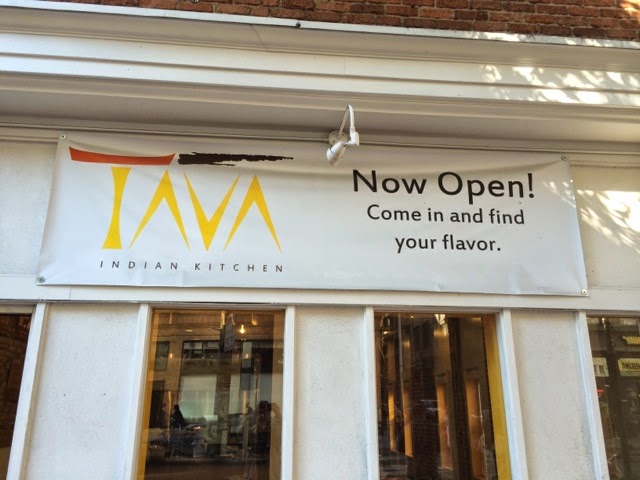 TAVA
INDIAN KITCHEN
Now Open!
Come in and find
your flavor.